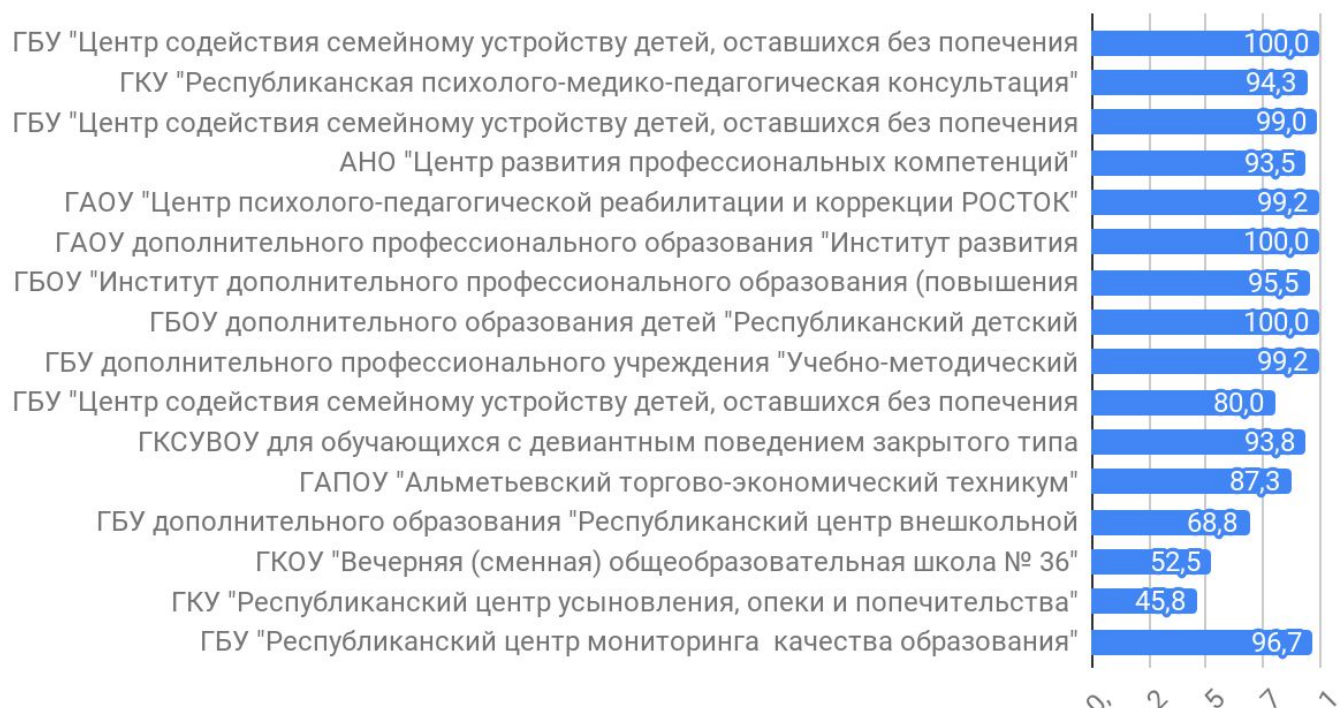 ГБУ "Центр содействия семейному устройству детей, оставшихся без попечения 100,0
ГКУ "Республиканская психолого-медико-педагогическая консультация" 94,3
ГБУ "Центр содействия семейному устройству детей, оставшихся без попечения 99,0
АНО "Центр развития профессиональных компетенций" 93,5
ГАОУ "Центр психолого-педагогической реабилитации и коррекции РОСТОК" 99,2
ГАОУ дополнительного профессионального образования "Институт развития 100,0
ГБОУ "Институт дополнительного профессионального образования (повышения 95,5
ГБОУ дополнительного образования детей "Республиканский детский 100,0
ГБУ дополнительного профессионального учреждения "Учебно-методический 99,2
ГБУ "Центр содействия семейному устройству детей, оставшихся без попечения 80,0
ГКСУВОУ для обучающихся с девиантным поведением закрытого типа 93,8
ГАПОУ "Альметьевский торгово-экономический техникум" 87,3
ГБУ дополнительного образования "Республиканский центр внешкольной 68,8
ГКОУ "Вечерняя (сменная) общеобразовательная школа № 36" 52,5
ГКУ "Республиканский центр усыновления, опеки и попечительства" 45,8
ГБУ "Республиканский центр мониторинга  качества образования" 96,7
0, 2 5 7 1